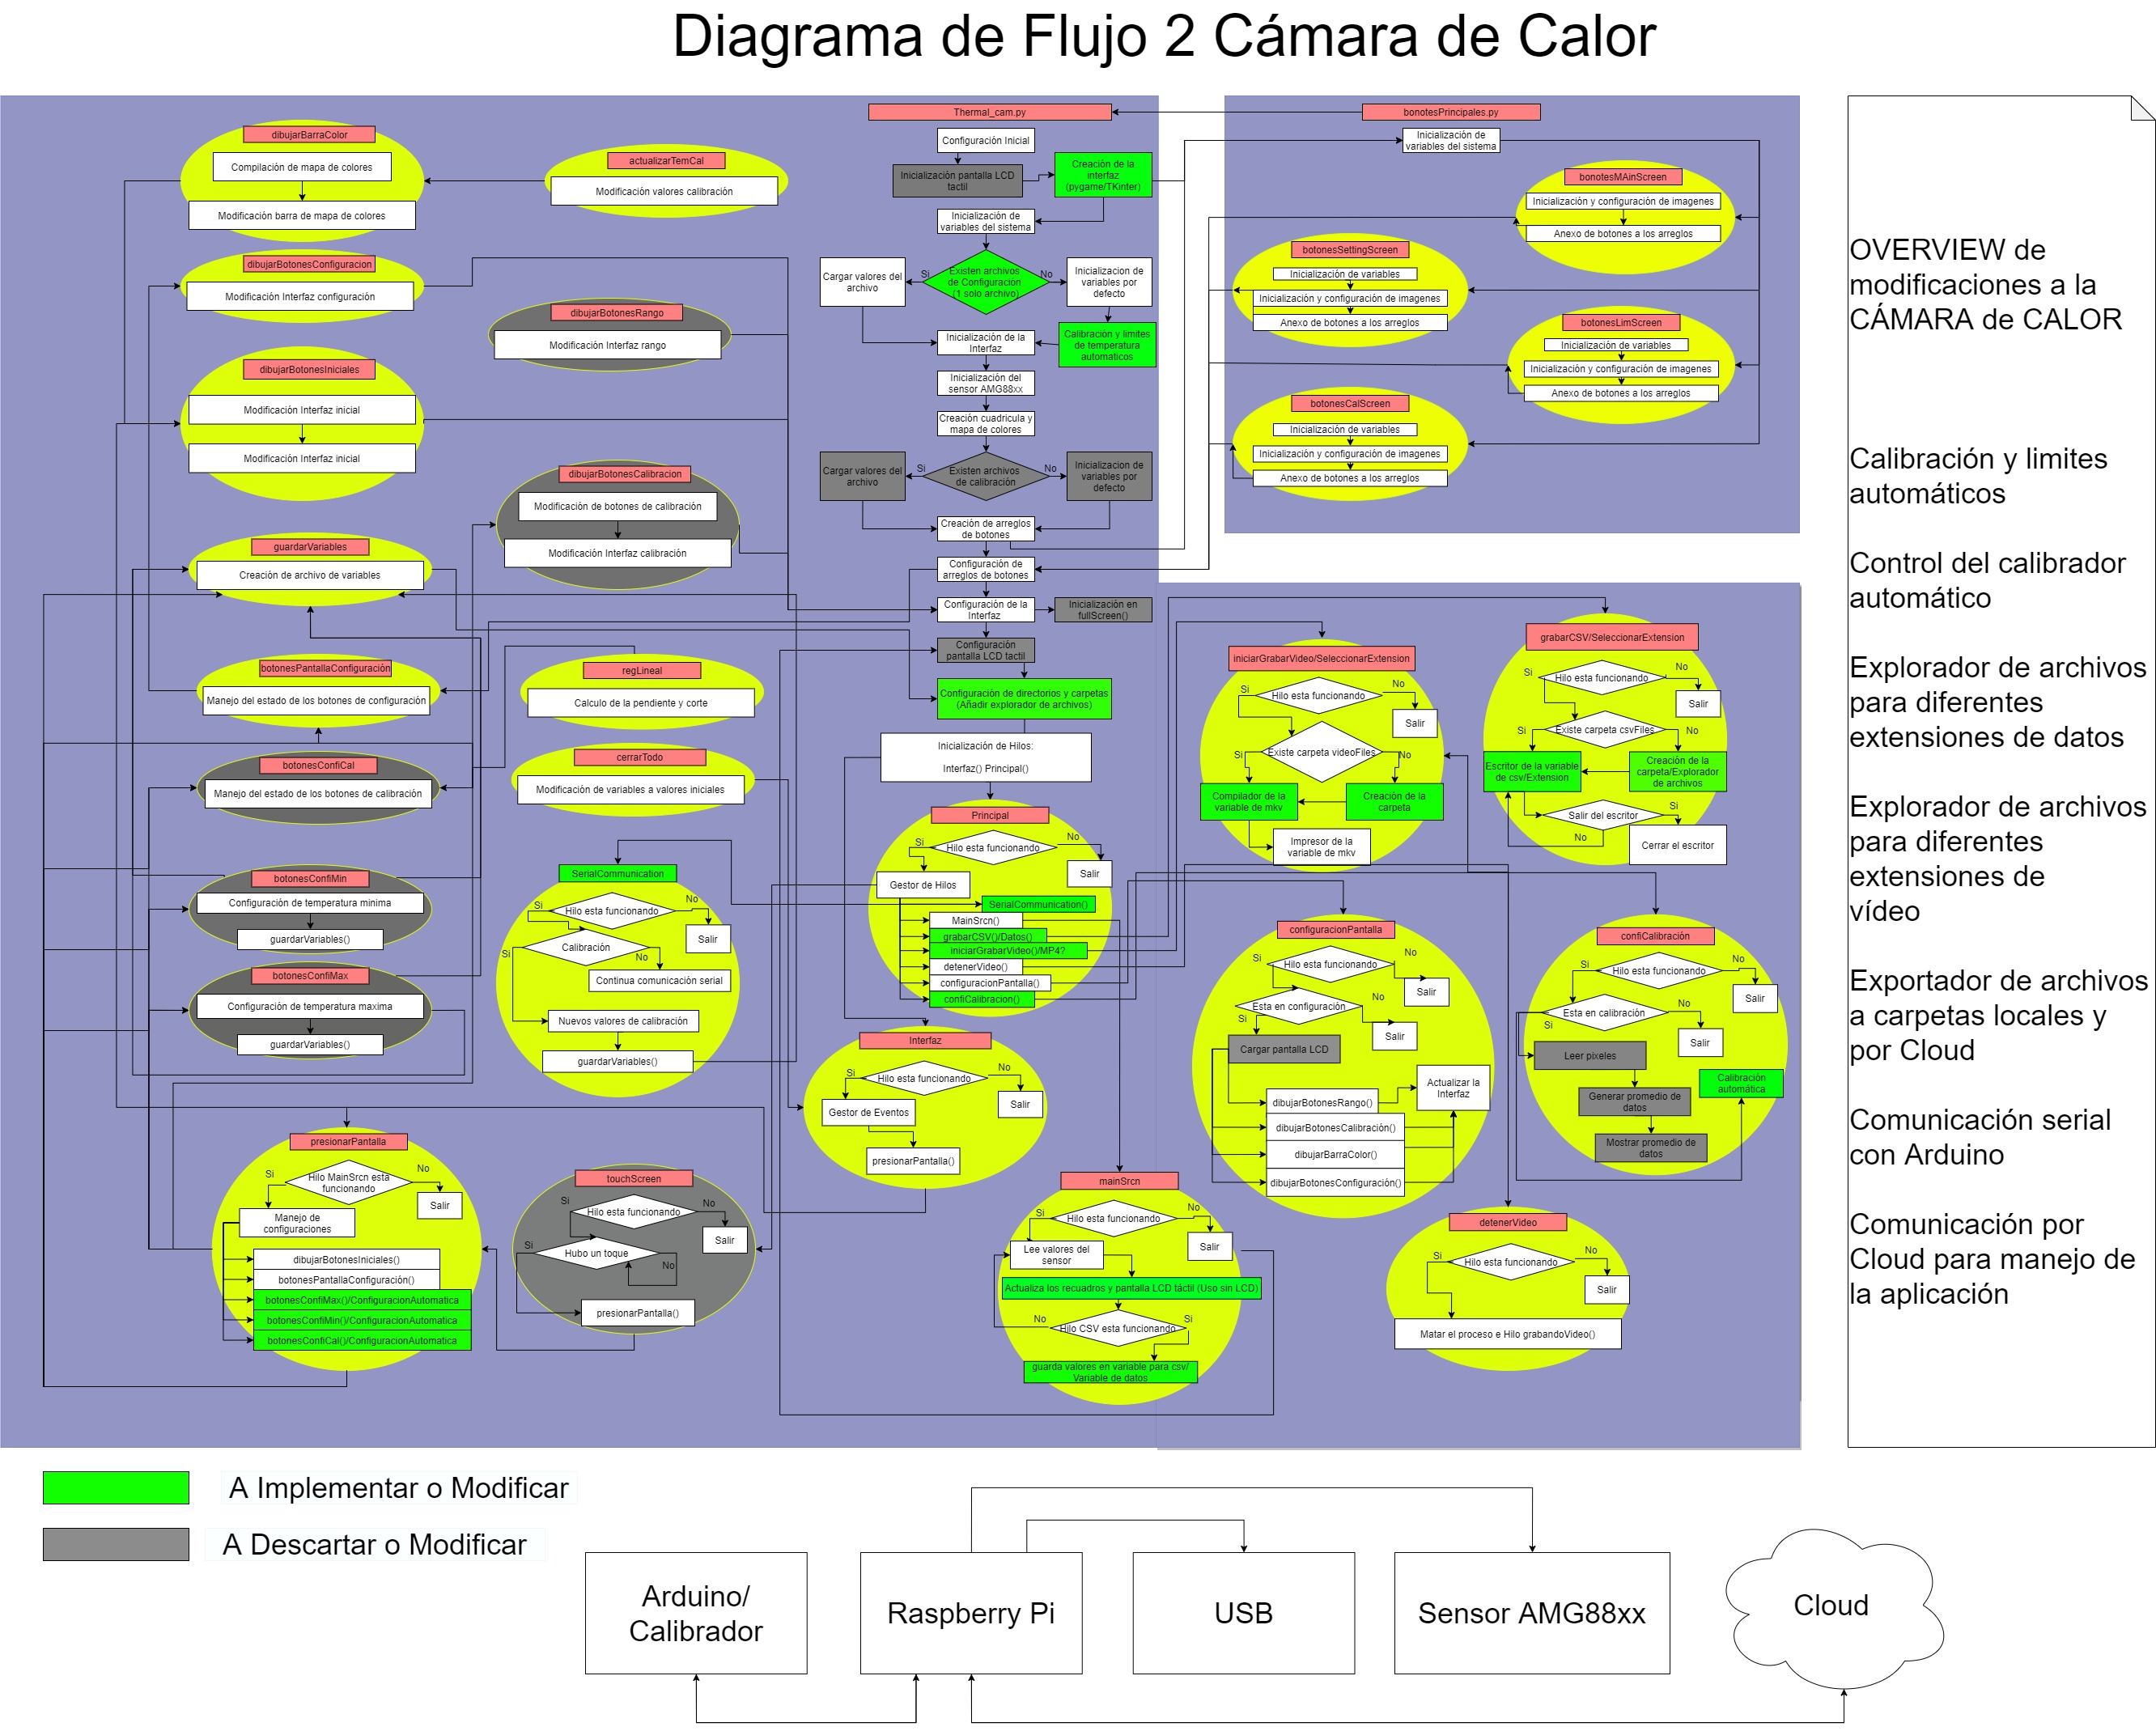 Diagrama de Flujo 2 Cámara de Calor
Thermal_cam.py
Configuración Inicial
Inicialización pantalla LCD
tactil
Creación de la
interfaz
(pygame/TKinter)
Inicialización de
variables del sistema
Existen archivos
de Configuración
(1 solo archivo)
Si
No
Cargar valores del
archivo
Inicializacion de
variables por
defecto
Calibración y limites
de temperatura
automaticos
Inicialización de la
Interfaz
Inicialización del
sensor AMG88xx
Creación cuadricula y
mapa de colores
Existen archivos
de calibración
Si
No
Cargar valores del
archivo
Inicializacion de
variables por
defecto
Creación de arreglos
de botones
Configuración de
arreglos de botones
Configuración de la
Interfaz
Inicialización en
fullScreen()
Configuración
pantalla LCD tactil
Configuración de directorios y carpetas
(Añadir explorador de archivos)
Inicialización de Hilos:
Interfaz() Principal()
dibujarBarraColor
Compilación de mapa de colores
Modificación barra de mapa de colores
actualizarTemCal
Modificación valores calibración
dibujarBotonesConfiguracion
Modificación Interfaz configuración
dibujarBotonesRango
Modificación Interfaz rango
dibujarBotonesIniciales
Modificación Interfaz inicial
Modificación Interfaz inicial
dibujarBotonesCalibracion
Modificación de botones de calibración
Modificación Interfaz calibración
guardarVariables
Creación de archivo de variables
botonesPantallaConfiguración
Manejo del estado de los botones de configuración
regLineal
Calculo de la pendiente y corte
botonesConfiCal
Manejo del estado de los botones de calibración
cerrarTodo
Modificación de variables a valores iniciales
botonesConfiMin
Configuración de temperatura minima
guardarVariables()
botonesConfiMax
Configuración de temperatura maxima
guardarVariables()
SerialCommunication
Hilo esta funcionando
Si
No
Salir
Calibración
Si
No
Continua comunicación serial
Nuevos valores de calibración
guardarVariables()
Principal
Hilo esta funcionando
Si
No
Salir
Gestor de Hilos
SerialCommunication()
MainSrcn()
grabarCSV()/Datos()
iniciarGrabarVideo()/MP4?
detenerVideo()
configuracionPantalla()
confiCalibracion()
Interfaz
Hilo esta funcionando
Si
No
Salir
Gestor de Eventos
presionarPantalla()
presionarPantalla
Hilo MainSrcn esta
funcionando
Si
No
Salir
Manejo de
configuraciones
dibujarBotonesIniciales()
botonesPantallaConfiguración()
botonesConfiMax()/ConfiguracionAutomatica
botonesConfiMin()/ConfiguracionAutomatica
botonesConfiCal()/ConfiguracionAutomatica
touchScreen
Hilo esta funcionando
Si
No
Salir
Hubo un toque
Si
No
presionarPantalla()
mainSrcn
Hilo esta funcionando
Si
No
Salir
Lee valores del
sensor
Actualiza los recuadros y pantalla LCD táctil (Uso sin LCD)
Hilo CSV esta funcionando
No
Si
guarda valores en variable para csv/
Variable de datos
bonotesPrincipales.py
Inicialización de
variables del sistema
bonotesMAinScreen
Inicialización y configuración de imagenes
Anexo de botones a los arreglos
botonesSettingScreen
Inicialización de variables
Inicialización y configuración de imagenes
Anexo de botones a los arreglos
botonesLimScreen
Inicialización de variables
Inicialización y configuración de imagenes
Anexo de botones a los arreglos
botonesCalScreen
Inicialización de variables
Inicialización y configuración de imagenes
Anexo de botones a los arreglos
iniciarGrabarVideo/SeleccionarExtension
Hilo esta funcionando
Si
No
Salir
Existe carpeta videoFiles
Si
No
Compilador de la
variable de mkv
Creación de la
carpeta
Impresor de la
variable de mkv
grabarCSV/SeleccionarExtension
Hilo esta funcionando
Si
No
Salir
Existe carpeta csvFiles
Si
No
Escritor de la variable
de csv/Extension
Creación de la
carpeta/Explorador
de archivos
Salir del escritor
Si
No
Cerrar el escritor
configuracionPantalla
Hilo esta funcionando
Si
No
Salir
Esta en configuración
Si
No
Salir
Cargar pantalla LCD
Actualizar la
Interfaz
dibujarBotonesRango()
dibujarBotonesCalibración()
dibujarBarraColor()
dibujarBotonesConfiguración()
confiCalibración
Hilo esta funcionando
Si
No
Salir
Esta en calibración
Si
No
Salir
Leer pixeles
Calibración
automática
Generar promedio de
datos
Mostrar promedio de
datos
detenerVideo
Hilo esta funcionando
Si
No
Salir
Matar el proceso e Hilo grabandoVideo()
OVERVIEW de
modificaciones a la
CÁMARA de CALOR
Calibración y limites
automáticos
Control del calibrador
automático
Explorador de archivos
para diferentes
extensiones de datos
Explorador de archivos
para diferentes
extensiones de
vídeo
Exportador de archivos
a carpetas locales y
por Cloud
Comunicación serial
con Arduino
Comunicación por
Cloud para manejo de
la aplicación
A Implementar o Modificar
A Descartar o Modificar
Arduino/
Calibrador
Raspberry Pi
USB
Sensor AMG88xx
Cloud